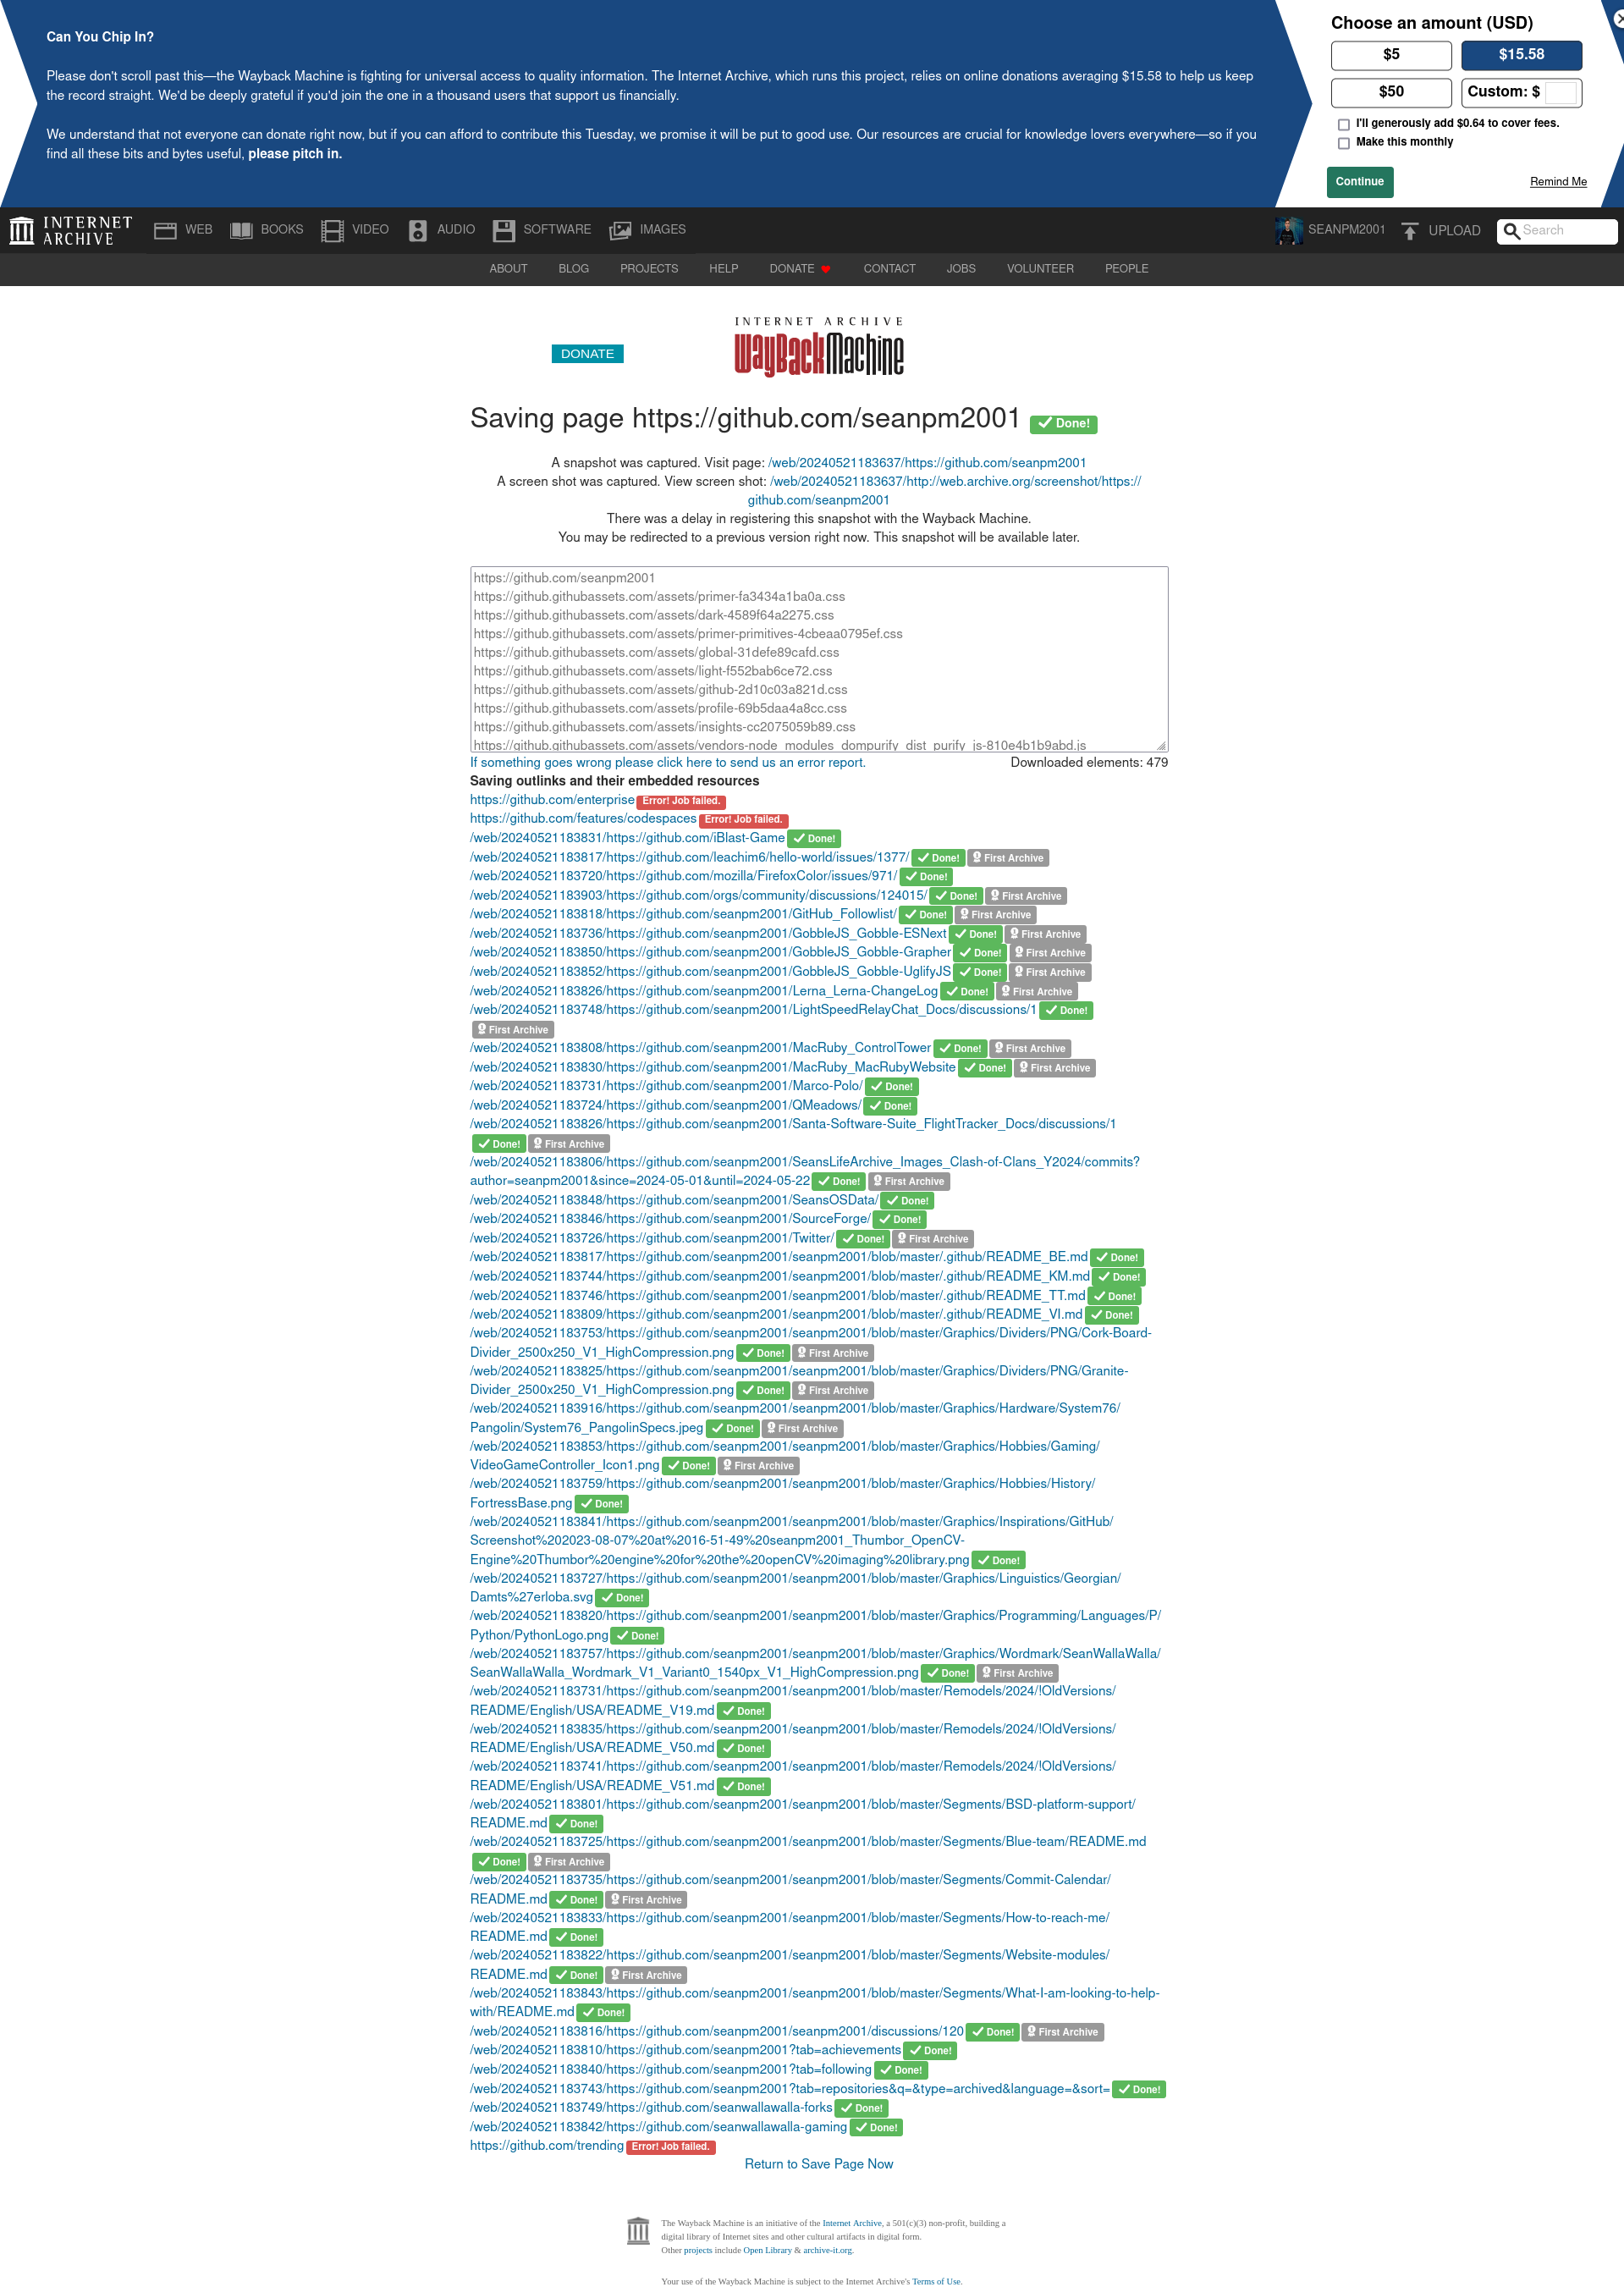 Can You Chip In?
Please don't scroll past this—the Wayback Machine is fighting for universal access to quality information. The Internet Archive, which runs this project, relies on online donations averaging $15.58 to help us keep
the record straight. We'd be deeply grateful if you'd join the one in a thousand users that support us financially.
We understand that not everyone can donate right now, but if you can afford to contribute this Tuesday, we promise it will be put to good use. Our resources are crucial for knowledge lovers everywhere—so if you
find all these bits and bytes useful, please pitch in.
Choose an amount (USD)
$5 $15.58
$50 Custom: $
I'll generously add $0.64 to cover fees.
Make this monthly
Continue Remind Me
INTERNET ARCHIVE WEB BOOKS VIDEO AUDIO SOFTWARE IMAGES SEANPM2001 UPLOAD Search
ABOUT BLOG PROJECTS HELP DONATE CONTACT JOBS VOLUNTEER PEOPLE
INTERNET ARCHIVE
WayBackMachine
DONATE
Saving page https://github.com/seanpm2001 Done!
A snapshot was captured. Visit page: /web/20240521183637/https://github.com/seanpm2001
A screen shot was captured. View screen shot: /web/20240521183637/http://web.archive.org/screenshot/https://
github.com/seanpm2001
There was a delay in registering this snapshot with the Wayback Machine.
You may be redirected to a previous version right now. This snapshot will be available later.
https://github.com/seanpm2001
https://github.githubassets.com/assets/primer-fa3434a1ba0a.css
https://github.githubassets.com/assets/dark-4589f64a2275.css
https://github.githubassets.com/assets/primer-primitives-4cbeaa0795ef.css
https://github.githubassets.com/assets/global-31defe89cafd.css
https://github.githubassets.com/assets/light-f552bab6ce72.css
https://github.githubassets.com/assets/github-2d10c03a821d.css
https://github.githubassets.com/assets/profile-69b5daa4a8cc.css
https://github.githubassets.com/assets/insights-cc2075059b89.css
https://github.githubassets.com/assets/vendors-node_modules_dompurify_dist_purify_js-810e4b1b9abd.js
If something goes wrong please click here to send us an error report. Downloaded elements: 479
Saving outlinks and their embedded resources
https://github.com/enterprise Error! Job failed.
https://github.com/features/codespaces Error! Job failed.
/web/20240521183831/https://github.com/iBlast-Game Done!
/web/20240521183817/https://github.com/leachim6/hello-world/issues/1377/ Done! First Archive
/web/20240521183720/https://github.com/mozilla/FirefoxColor/issues/971/ Done!
/web/20240521183903/https://github.com/orgs/community/discussions/124015/ Done! First Archive
/web/20240521183818/https://github.com/seanpm2001/GitHub_Followlist/ Done! First Archive
/web/20240521183736/https://github.com/seanpm2001/GobbleJS_Gobble-ESNext Done! First Archive
/web/20240521183850/https://github.com/seanpm2001/GobbleJS_Gobble-Grapher Done! First Archive
/web/20240521183852/https://github.com/seanpm2001/GobbleJS_Gobble-UglifyJS Done! First Archive
/web/20240521183826/https://github.com/seanpm2001/Lerna_Lerna-ChangeLog Done! First Archive
/web/20240521183748/https://github.com/seanpm2001/LightSpeedRelayChat_Docs/discussions/1 Done!
First Archive
/web/20240521183808/https://github.com/seanpm2001/MacRuby_ControlTower Done! First Archive
/web/20240521183830/https://github.com/seanpm2001/MacRuby_MacRubyWebsite Done! First Archive
/web/20240521183731/https://github.com/seanpm2001/Marco-Polo/ Done!
/web/20240521183724/https://github.com/seanpm2001/QMeadows/ Done!
/web/20240521183826/https://github.com/seanpm2001/Santa-Software-Suite_FlightTracker_Docs/discussions/1
Done! First Archive
/web/20240521183806/https://github.com/seanpm2001/SeansLifeArchive_Images_Clash-of-Clans_Y2024/commits?
author=seanpm2001&since=2024-05-01&until=2024-05-22 Done! First Archive
/web/20240521183848/https://github.com/seanpm2001/SeansOSData/ Done!
/web/20240521183846/https://github.com/seanpm2001/SourceForge/ Done!
/web/20240521183726/https://github.com/seanpm2001/Twitter/ Done! First Archive
/web/20240521183817/https://github.com/seanpm2001/seanpm2001/blob/master/.github/README_BE.md Done!
/web/20240521183744/https://github.com/seanpm2001/seanpm2001/blob/master/.github/README_KM.md Done!
/web/20240521183746/https://github.com/seanpm2001/seanpm2001/blob/master/.github/README_TT.md Done!
/web/20240521183809/https://github.com/seanpm2001/seanpm2001/blob/master/.github/README_VI.md Done!
/web/20240521183753/https://github.com/seanpm2001/seanpm2001/blob/master/Graphics/Dividers/PNG/Cork-Board-
Divider_2500x250_V1_HighCompression.png Done! First Archive
/web/20240521183825/https://github.com/seanpm2001/seanpm2001/blob/master/Graphics/Dividers/PNG/Granite-
Divider_2500x250_V1_HighCompression.png Done! First Archive
/web/20240521183916/https://github.com/seanpm2001/seanpm2001/blob/master/Graphics/Hardware/System76/
Pangolin/System76_PangolinSpecs.jpeg Done! First Archive
/web/20240521183853/https://github.com/seanpm2001/seanpm2001/blob/master/Graphics/Hobbies/Gaming/
VideoGameController_Icon1.png Done! First Archive
/web/20240521183759/https://github.com/seanpm2001/seanpm2001/blob/master/Graphics/Hobbies/History/
FortressBase.png Done!
/web/20240521183841/https://github.com/seanpm2001/seanpm2001/blob/master/Graphics/Inspirations/GitHub/
Screenshot%202023-08-07%20at%2016-51-49%20seanpm2001_Thumbor_OpenCV-
Engine%20Thumbor%20engine%20for%20the%20openCV%20imaging%20library.png Done!
/web/20240521183727/https://github.com/seanpm2001/seanpm2001/blob/master/Graphics/Linguistics/Georgian/
Damts%27erloba.svg Done!
/web/20240521183820/https://github.com/seanpm2001/seanpm2001/blob/master/Graphics/Programming/Languages/P/
Python/PythonLogo.png Done!
/web/20240521183757/https://github.com/seanpm2001/seanpm2001/blob/master/Graphics/Wordmark/SeanWallaWalla/
SeanWallaWalla_Wordmark_V1_Variant0_1540px_V1_HighCompression.png Done! First Archive
/web/20240521183731/https://github.com/seanpm2001/seanpm2001/blob/master/Remodels/2024/!OldVersions/
README/English/USA/README_V19.md Done!
/web/20240521183835/https://github.com/seanpm2001/seanpm2001/blob/master/Remodels/2024/!OldVersions/
README/English/USA/README_V50.md Done!
/web/20240521183741/https://github.com/seanpm2001/seanpm2001/blob/master/Remodels/2024/!OldVersions/
README/English/USA/README_V51.md Done!
/web/20240521183801/https://github.com/seanpm2001/seanpm2001/blob/master/Segments/BSD-platform-support/
README.md Done!
/web/20240521183725/https://github.com/seanpm2001/seanpm2001/blob/master/Segments/Blue-team/README.md
Done! First Archive
/web/20240521183735/https://github.com/seanpm2001/seanpm2001/blob/master/Segments/Commit-Calendar/
README.md Done! First Archive
/web/20240521183833/https://github.com/seanpm2001/seanpm2001/blob/master/Segments/How-to-reach-me/
README.md Done!
/web/20240521183822/https://github.com/seanpm2001/seanpm2001/blob/master/Segments/Website-modules/
README.md Done! First Archive
/web/20240521183843/https://github.com/seanpm2001/seanpm2001/blob/master/Segments/What-I-am-looking-to-help-
with/README.md Done!
/web/20240521183816/https://github.com/seanpm2001/seanpm2001/discussions/120 Done! First Archive
/web/20240521183810/https://github.com/seanpm2001?tab=achievements Done!
/web/20240521183840/https://github.com/seanpm2001?tab=following Done!
/web/20240521183743/https://github.com/seanpm2001?tab=repositories&q=&type=archived&language=&sort= Done!
/web/20240521183749/https://github.com/seanwallawalla-forks Done!
/web/20240521183842/https://github.com/seanwallawalla-gaming Done!
https://github.com/trending Error! Job failed.
Return to Save Page Now
The Wayback Machine is an initiative of the Internet Archive, a 501(c)(3) non-profit, building a
digital library of Internet sites and other cultural artifacts in digital form.
Other projects include Open Library & archive-it.org.
Your use of the Wayback Machine is subject to the Internet Archive's Terms of Use.